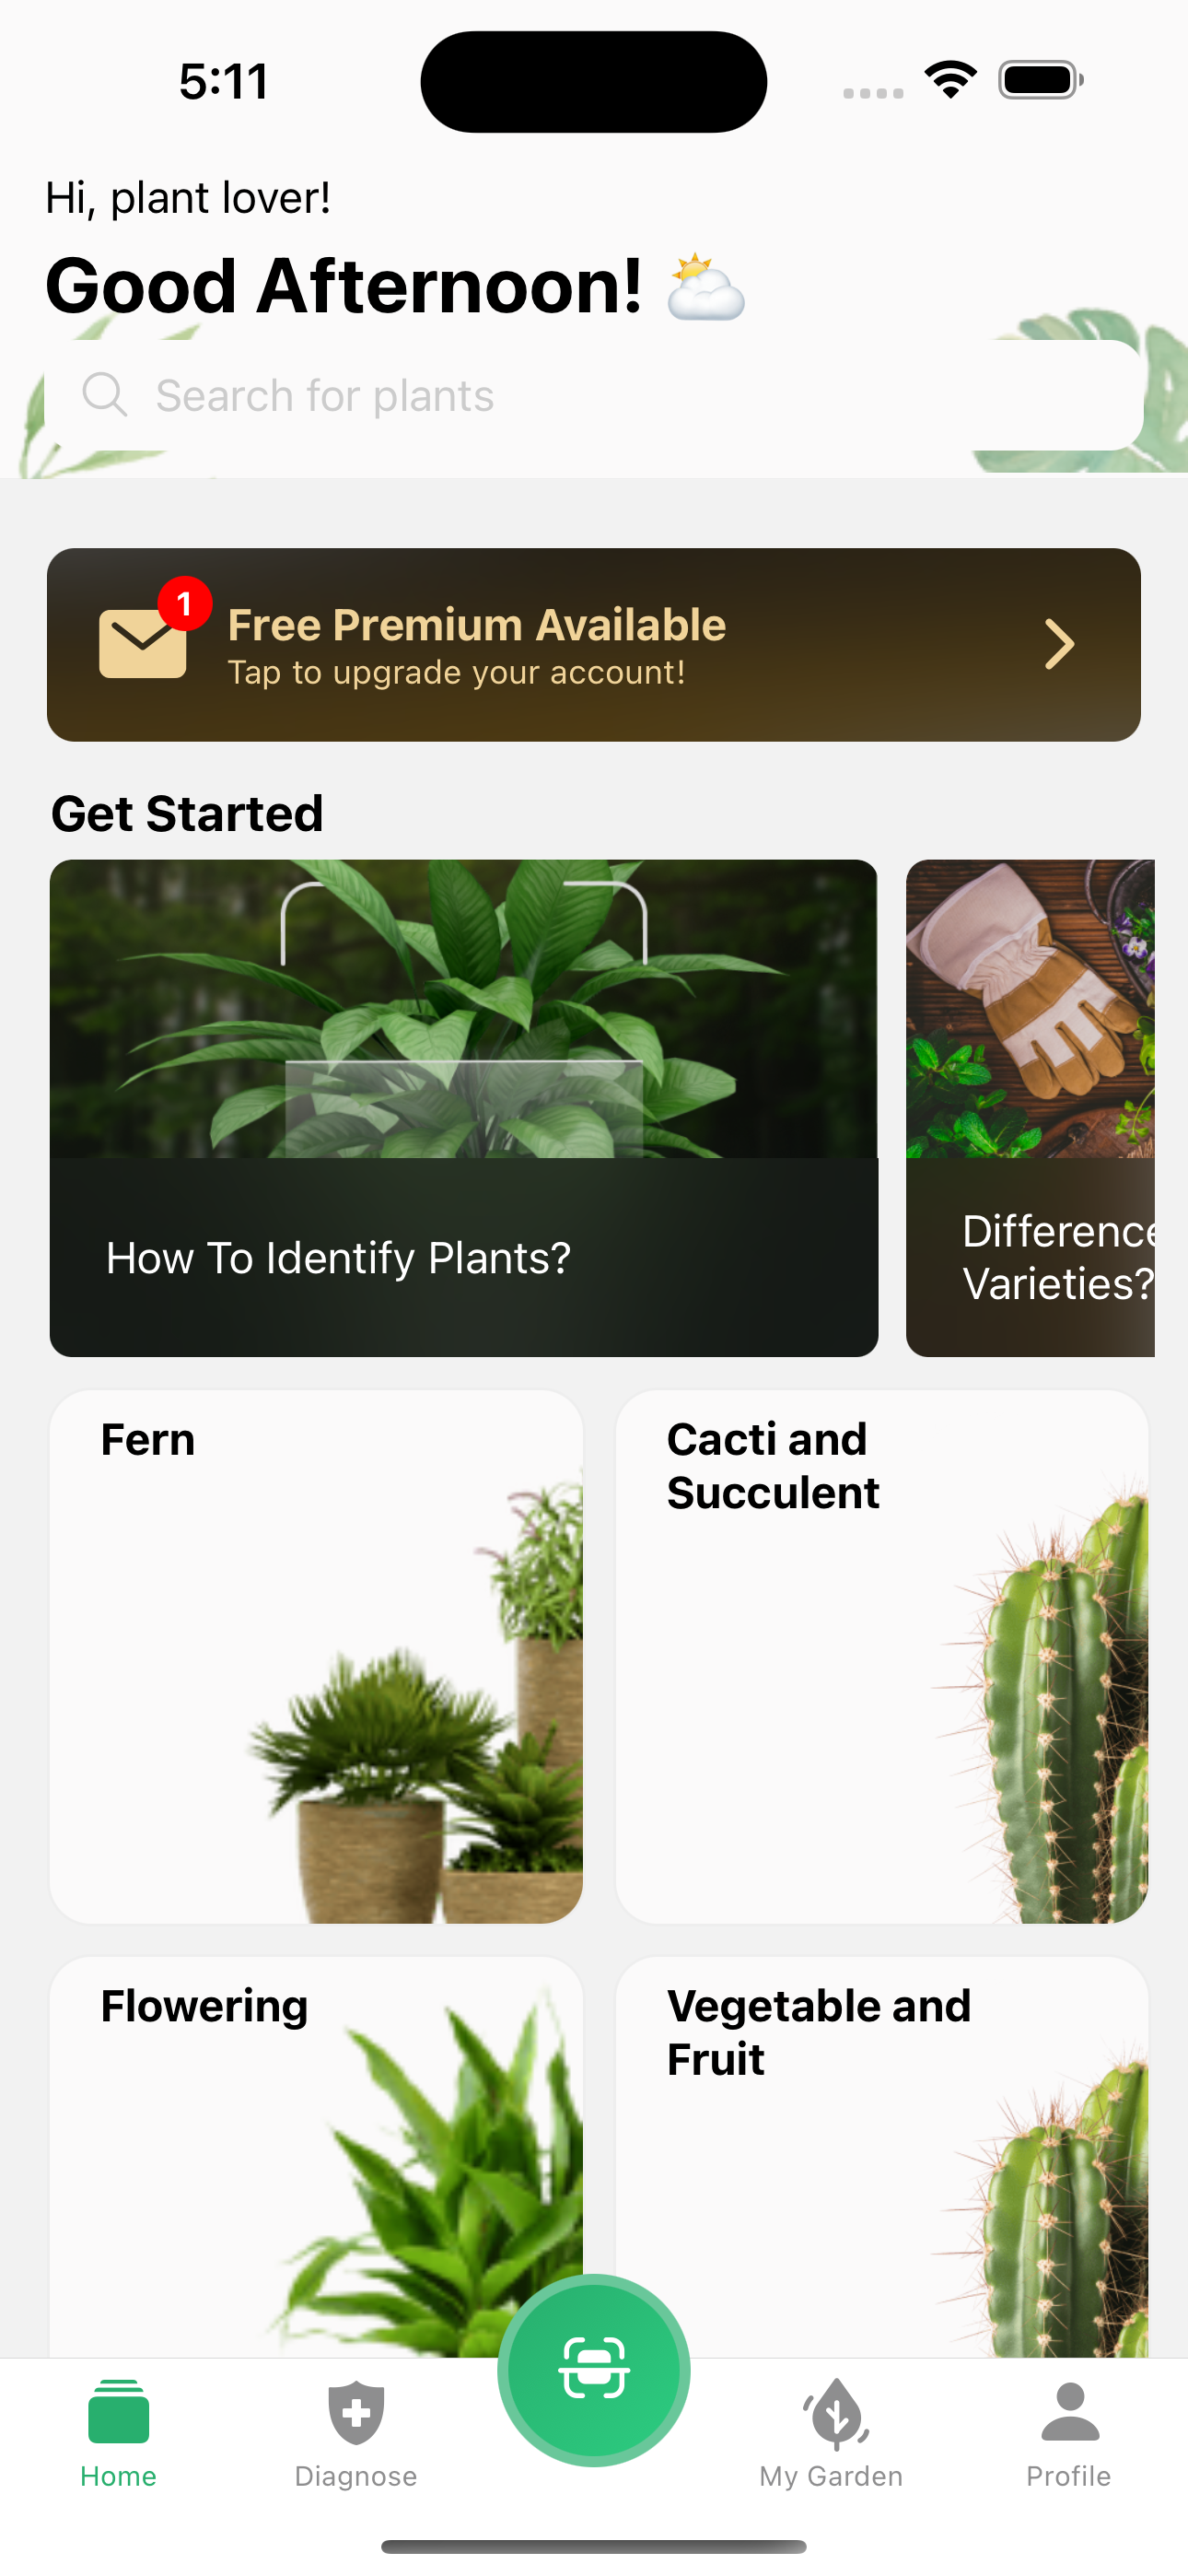 5:11
Hi, plant lover!
Good Afternoon!
Search for plants
1
Free Premium Available
Tap to upgrade your account!
Get Started
How To Identify Plants?
Difference
Varieties?
Fern
Cacti and
Succulent
Flowering
Vegetable and
Fruit
Home
Diagnose
My Garden
Profile